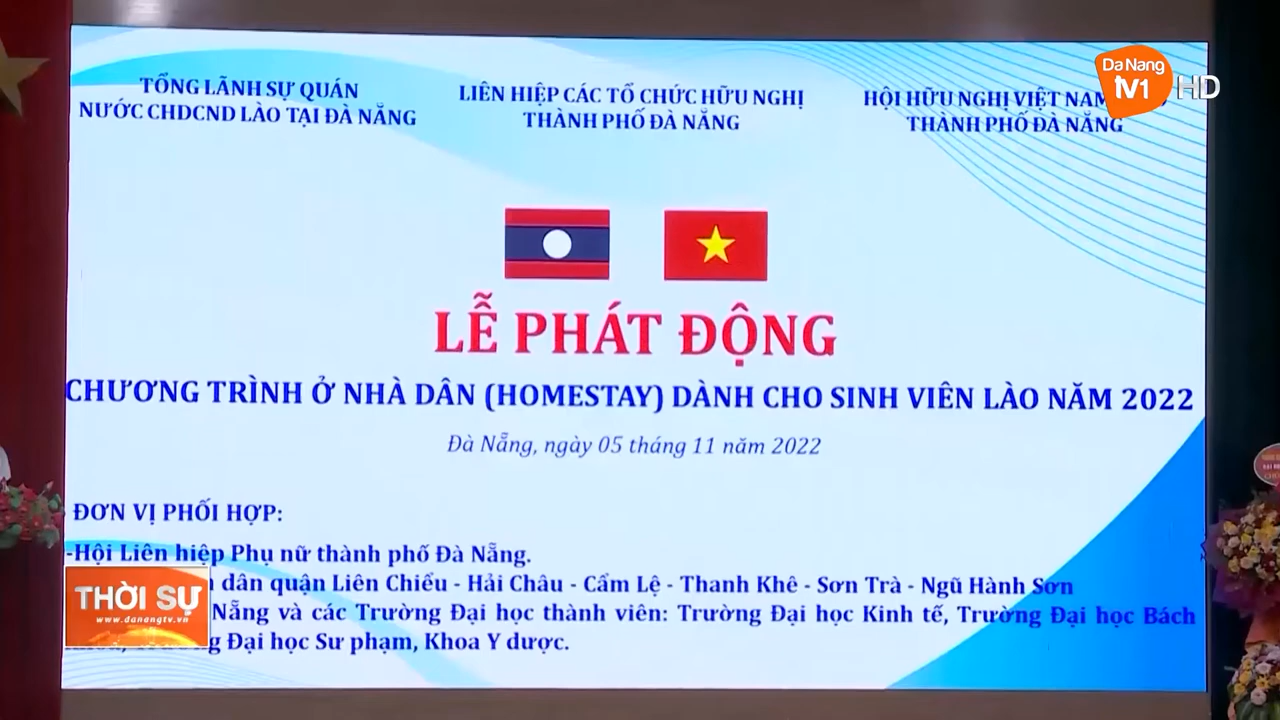 TỔNG LÃNH SỰ QUÁN
NƯỚC CHDCND LÀO TẠI ĐÀ NẴNG
LIÊN HIỆP CÁC TỔ CHỨC HỮU NGHỊ
THÀNH PHỐ ĐÀ NẴNG
HỘI HỮU NGHỊ VIỆT NAM
THÀNH PHỐ ĐÀ NẴNG
Da Nang
TV1 HD
LỄ PHÁT ĐỘNG
CHƯƠNG TRÌNH Ở NHÀ DÂN (HOMESTAY) DÀNH CHO SINH VIÊN LÀO NĂM 2022
Đà Nẵng, ngày 05 tháng 11 năm 2022
ĐƠN VỊ PHỐI HỢP:
-Hội Liên hiệp Phụ nữ thành phố Đà Nẵng.
dân quận Liên Chiểu - Hải Châu - Cẩm Lệ - Thanh Khê - Sơn Trà - Ngũ Hành Sơn
Nẵng và các Trường Đại học thành viên: Trường Đại học Kinh tế, Trường Đại học Bách
Đại học Sư phạm, Khoa Y dược.
THỜI SỰ
www.danangtv.vn